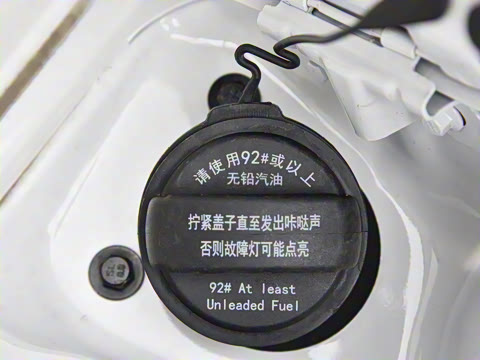 请使用92#或以上
无铅汽油
拧紧盖子直至发出咔哒声
否则故障灯可能点亮
92# At least
Unleaded Fuel